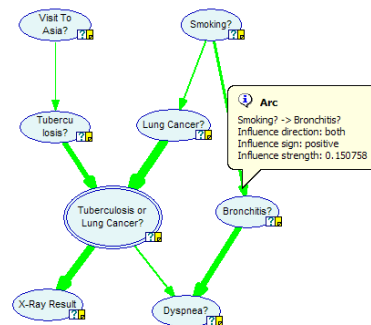 Visit To
Asia?
Smoking?
Tubercu
losis?
Lung Cancer?
Arc
Smoking? -> Bronchitis?
Influence direction: both
Influence sign: positive
Influence strength: 0.150758
Tuberculosis or
Lung Cancer?
Bronchitis?
X-Ray Result
Dyspnea?